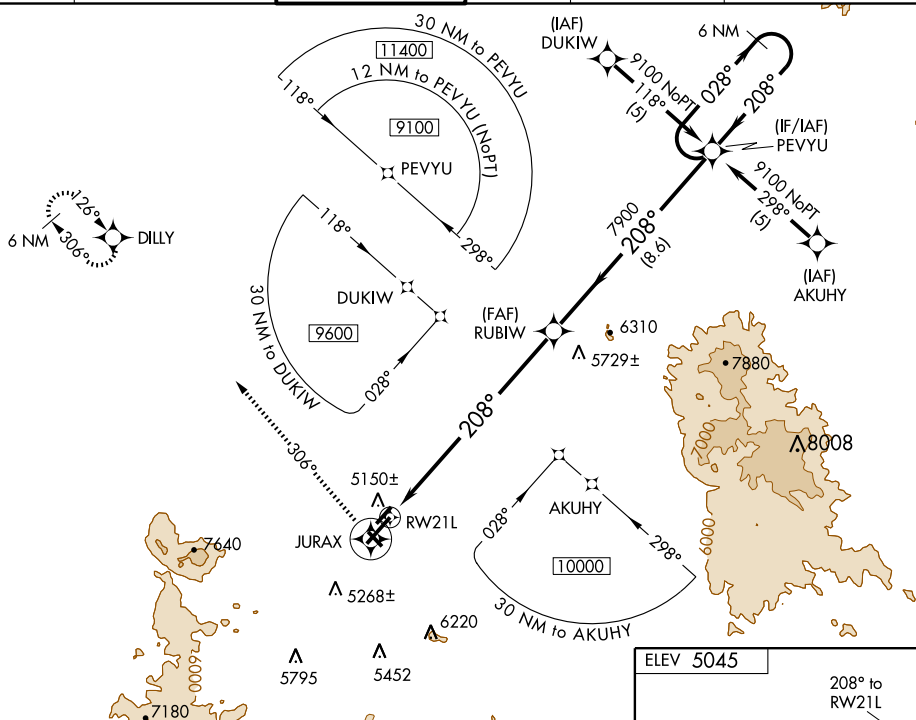 30 NM to PEVYU
11400
12 NM to PEVYU (NoPT)
9100
118°
PEVYU
298°
(IAF)
DUKIW
9100 NoPT
118°
(5)
6 NM
028°
208°
(IF/IAF)
PEVYU
9100 NoPT
298°
(5)
(IAF)
AKUHY
7900
208°
(8.6)
126°
6 NM
306°
DILLY
118°
DUKIW
9600
30 NM to DUKIW
028°
(FAF)
RUBIW
6310
5729±
7880
7000
8008
6000
208°
306°
5150±
RW21L
JURAX
AKUHY
028°
298°
10000
30 NM to AKUHY
7640
5268±
6220
6000
5795
5452
7180
ELEV 5045
208° to
RW21L